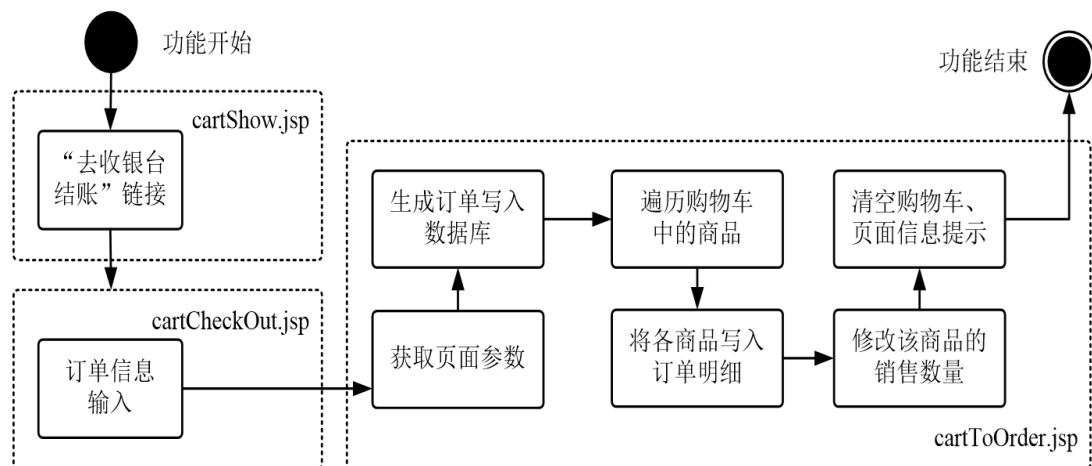 功能开始
功能结束
cartShow.jsp
“去收银台
结账”链接
cartCheckOut.jsp
订单信息
输入
生成订单写入
数据库
遍历购物车
中的商品
清空购物车、
页面信息提示
获取页面参数
将各商品写入
订单明细
修改该商品的
销售数量
cartToOrder.jsp